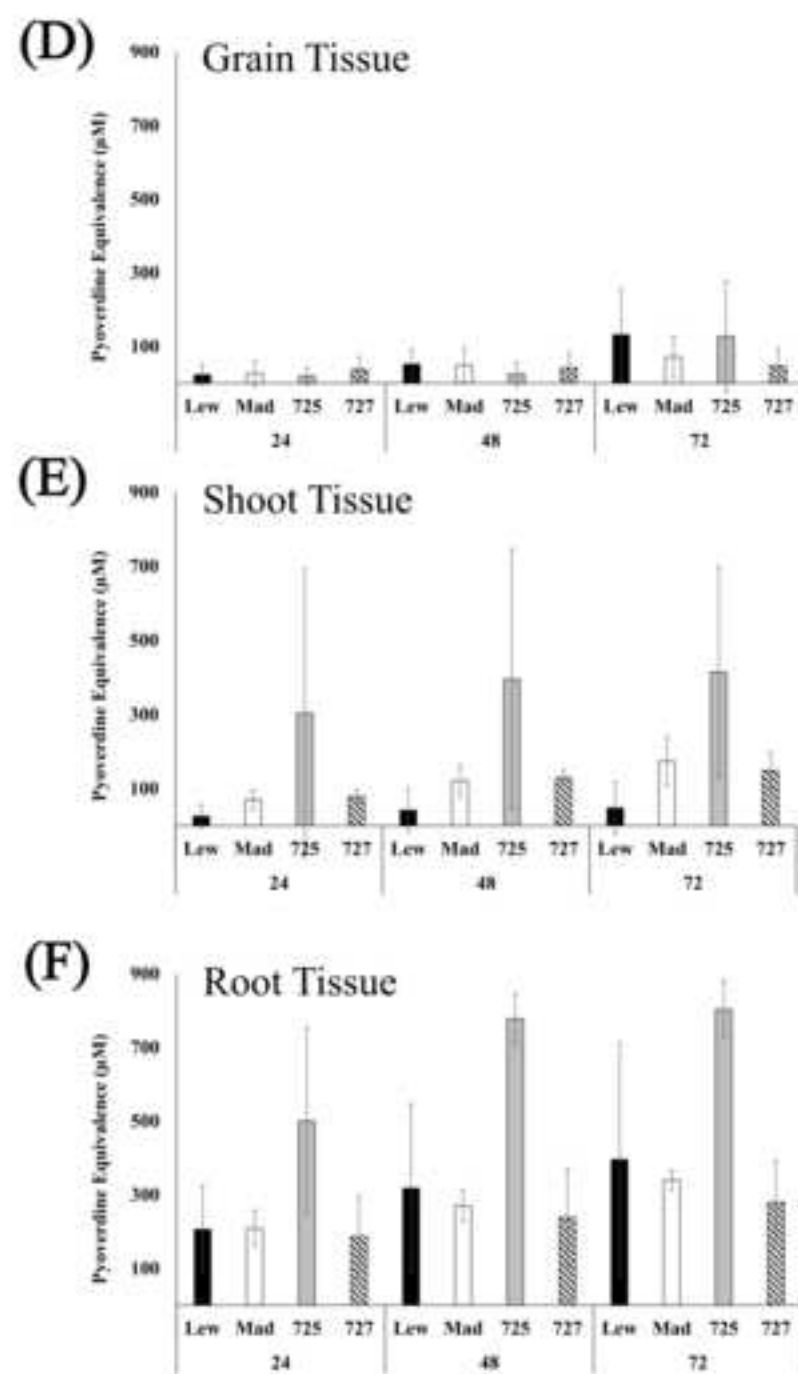 (D)
Grain Tissue
Pyoverdine Equivalence (µM)
900
700
500
300
100
Lew Mad 725 727 Lew Mad 725 727 Lew Mad 725 727
24 48 72
(E)
Shoot Tissue
Pyoverdine Equivalence (µM)
900
700
500
300
100
Lew Mad 725 727 Lew Mad 725 727 Lew Mad 725 727
24 48 72
(F)
Root Tissue
Pyoverdine Equivalence (µM)
900
700
500
300
100
Lew Mad 725 727 Lew Mad 725 727 Lew Mad 725 727
24 48 72